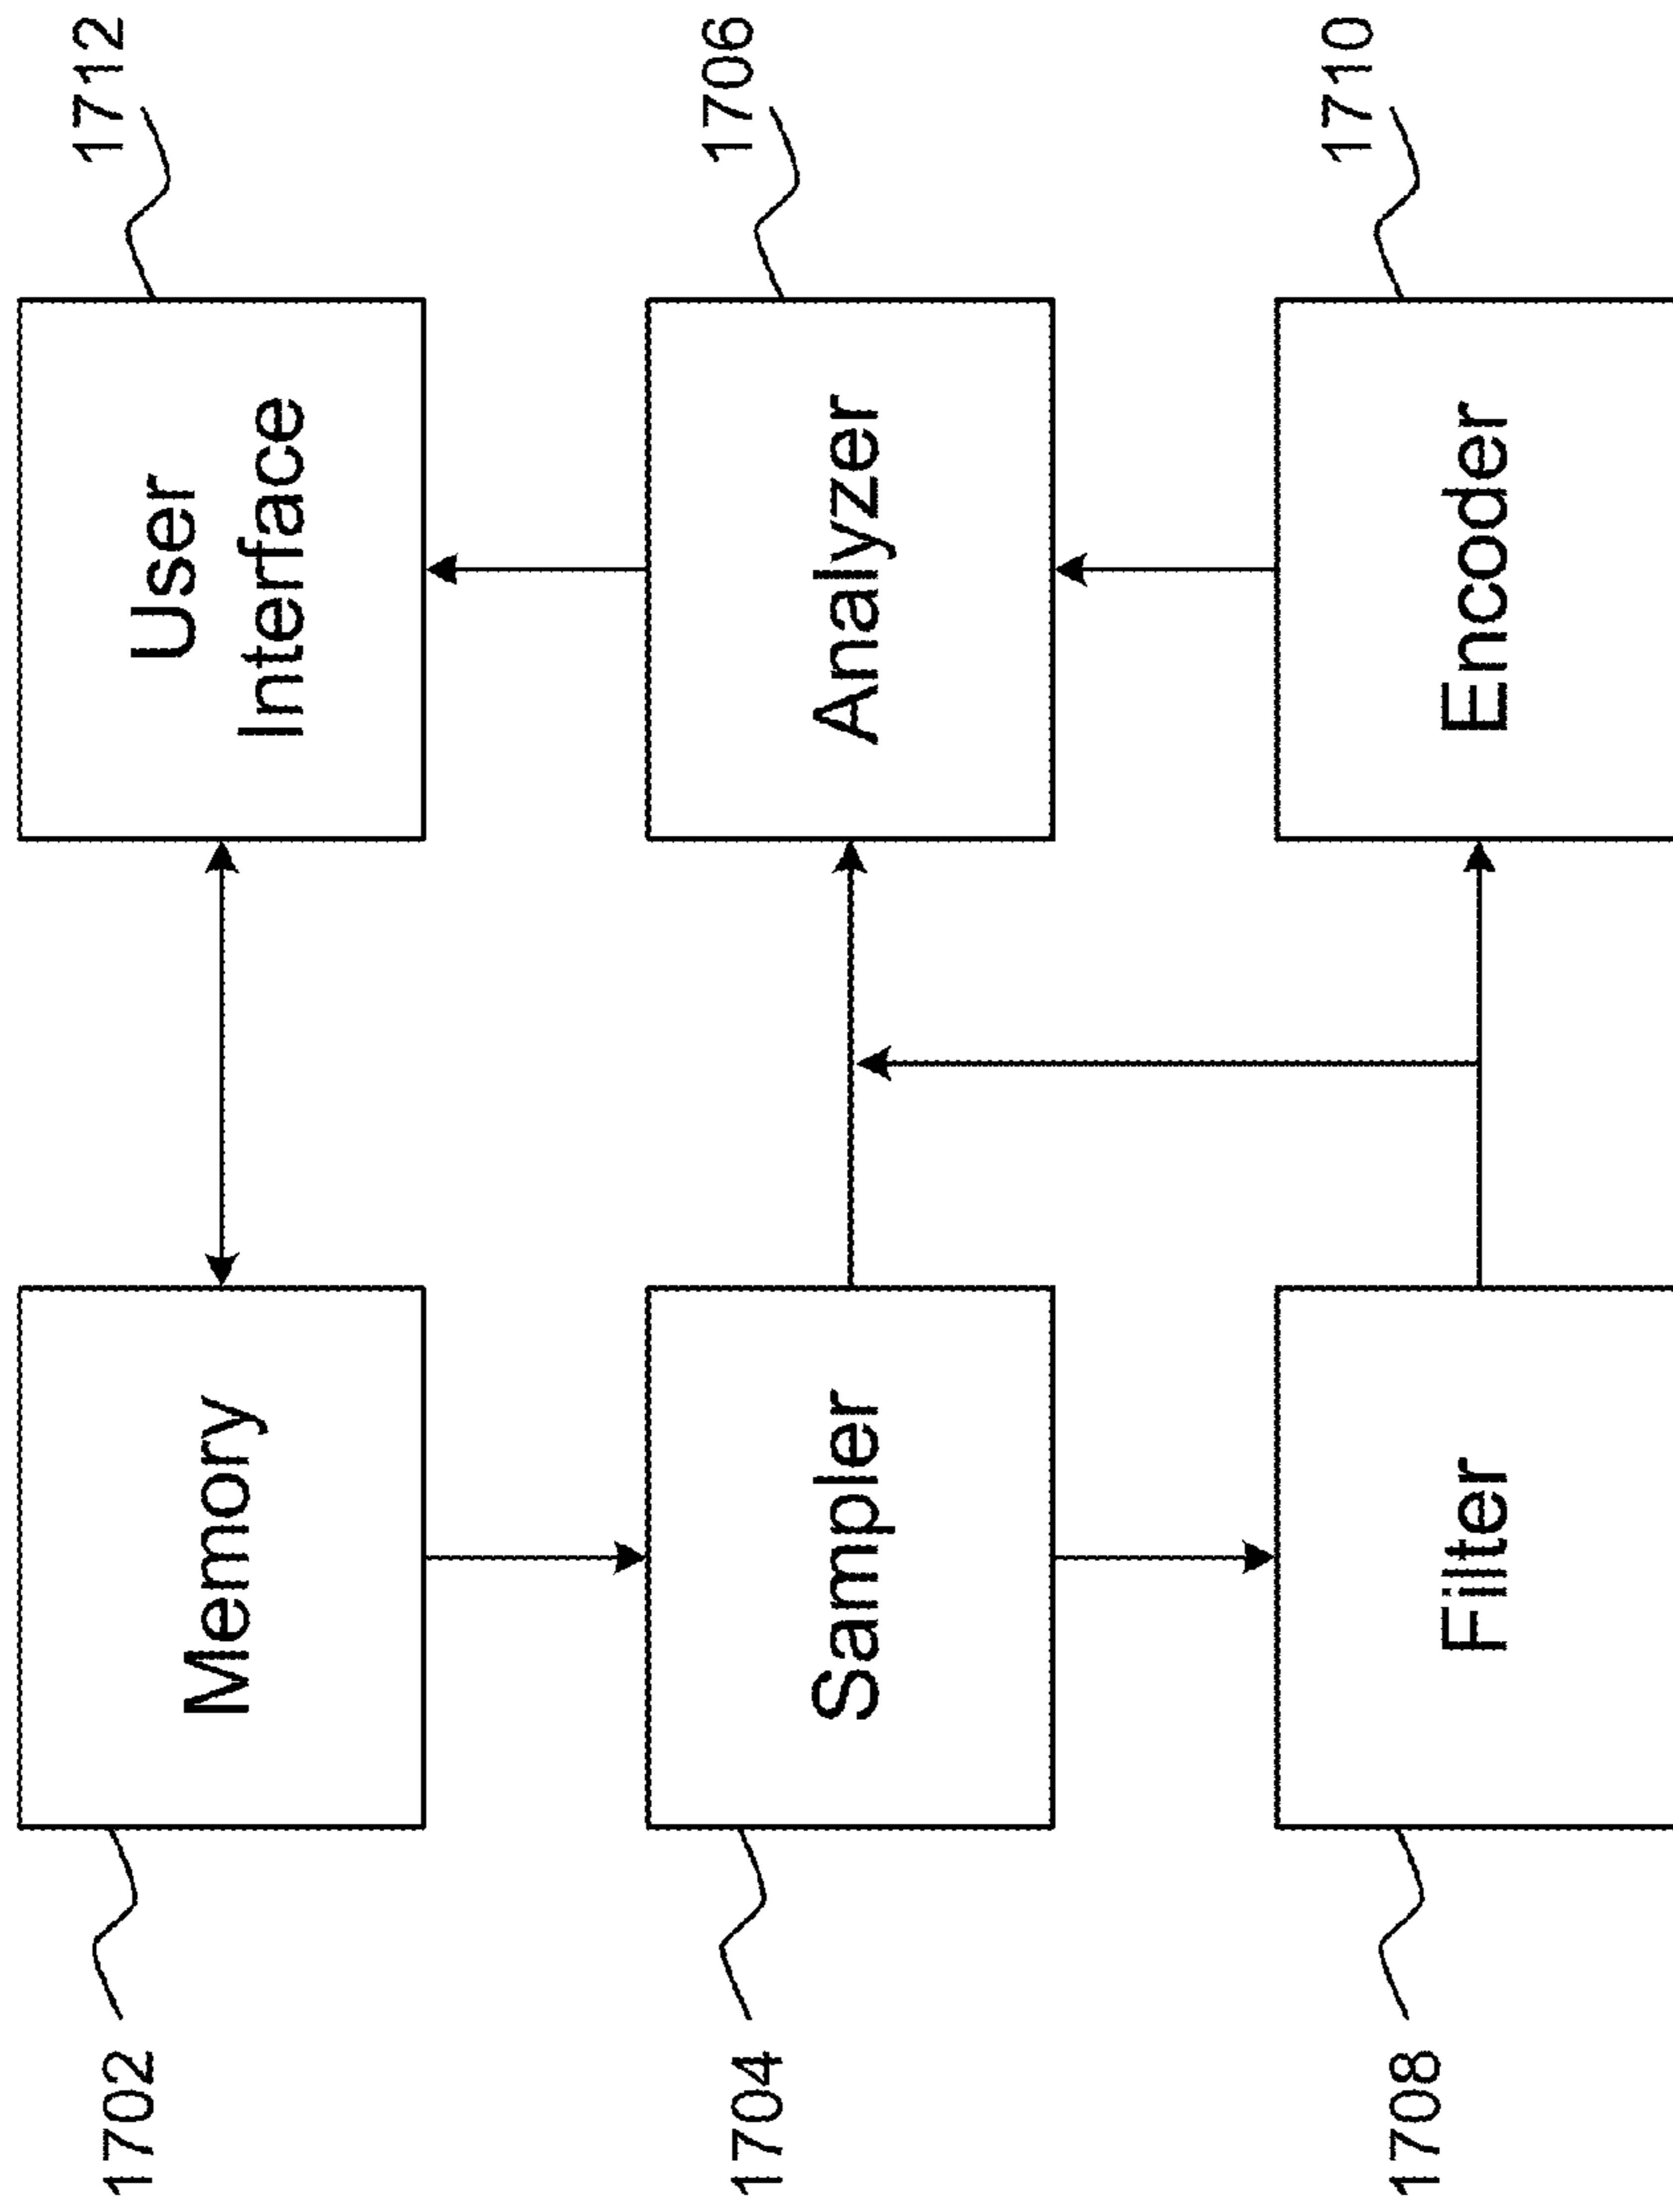 1702
Memory
User
Interface
1712
1704
Sampler
Analyzer
1706
1708
Filter
Encoder
1710